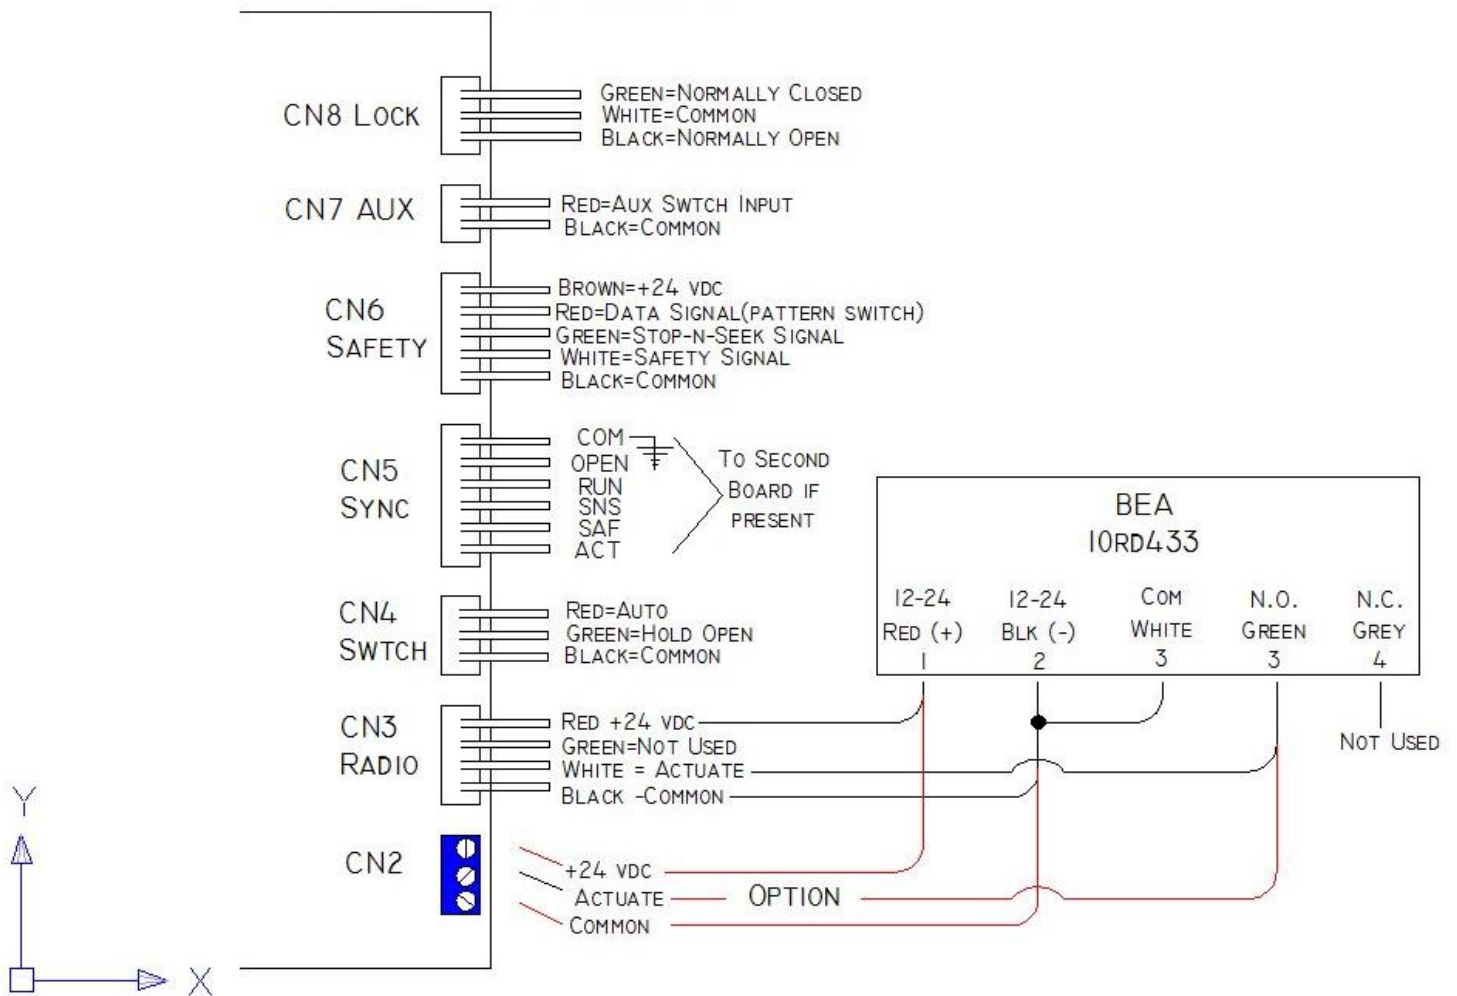 CN8 LOCK
GREEN=NORMALLY CLOSED
WHITE=COMMON
BLACK=NORMALLY OPEN
CN7 AUX
RED=AUX SWTCH INPUT
BLACK=COMMON
CN6
SAFETY
BROWN=+24 VDC
RED=DATA SIGNAL(PATTERN SWITCH)
GREEN=STOP-N-SEEK SIGNAL
WHITE=SAFETY SIGNAL
BLACK=COMMON
CN5
SYNC
COM
OPEN
RUN
SNS
SAF
ACT
TO SECOND
BOARD IF
PRESENT
BEA
10RD433
12-24
RED (+)
1
12-24
BLK (-)
2
COM
WHITE
3
N.O.
GREEN
3
N.C.
GREY
4
CN4
SWTCH
RED=AUTO
GREEN=HOLD OPEN
BLACK=COMMON
CN3
RADIO
RED +24 VDC
GREEN=NOT USED
WHITE = ACTUATE
BLACK -COMMON
NOT USED
CN2
+24 VDC
ACTUATE
OPTION
COMMON
Y
X